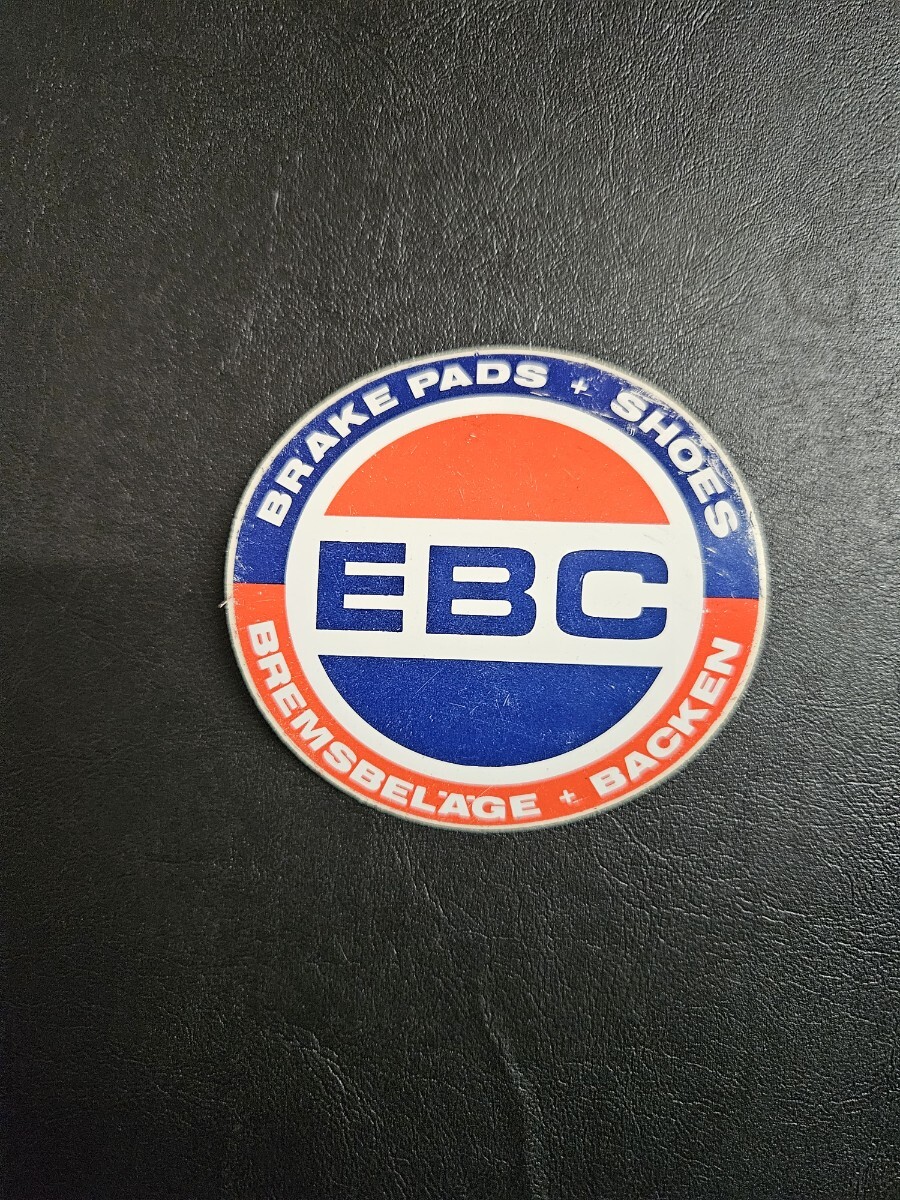 BRAKE PADS + SHOES
EBC
BREMSBELÄGE + BACKEN